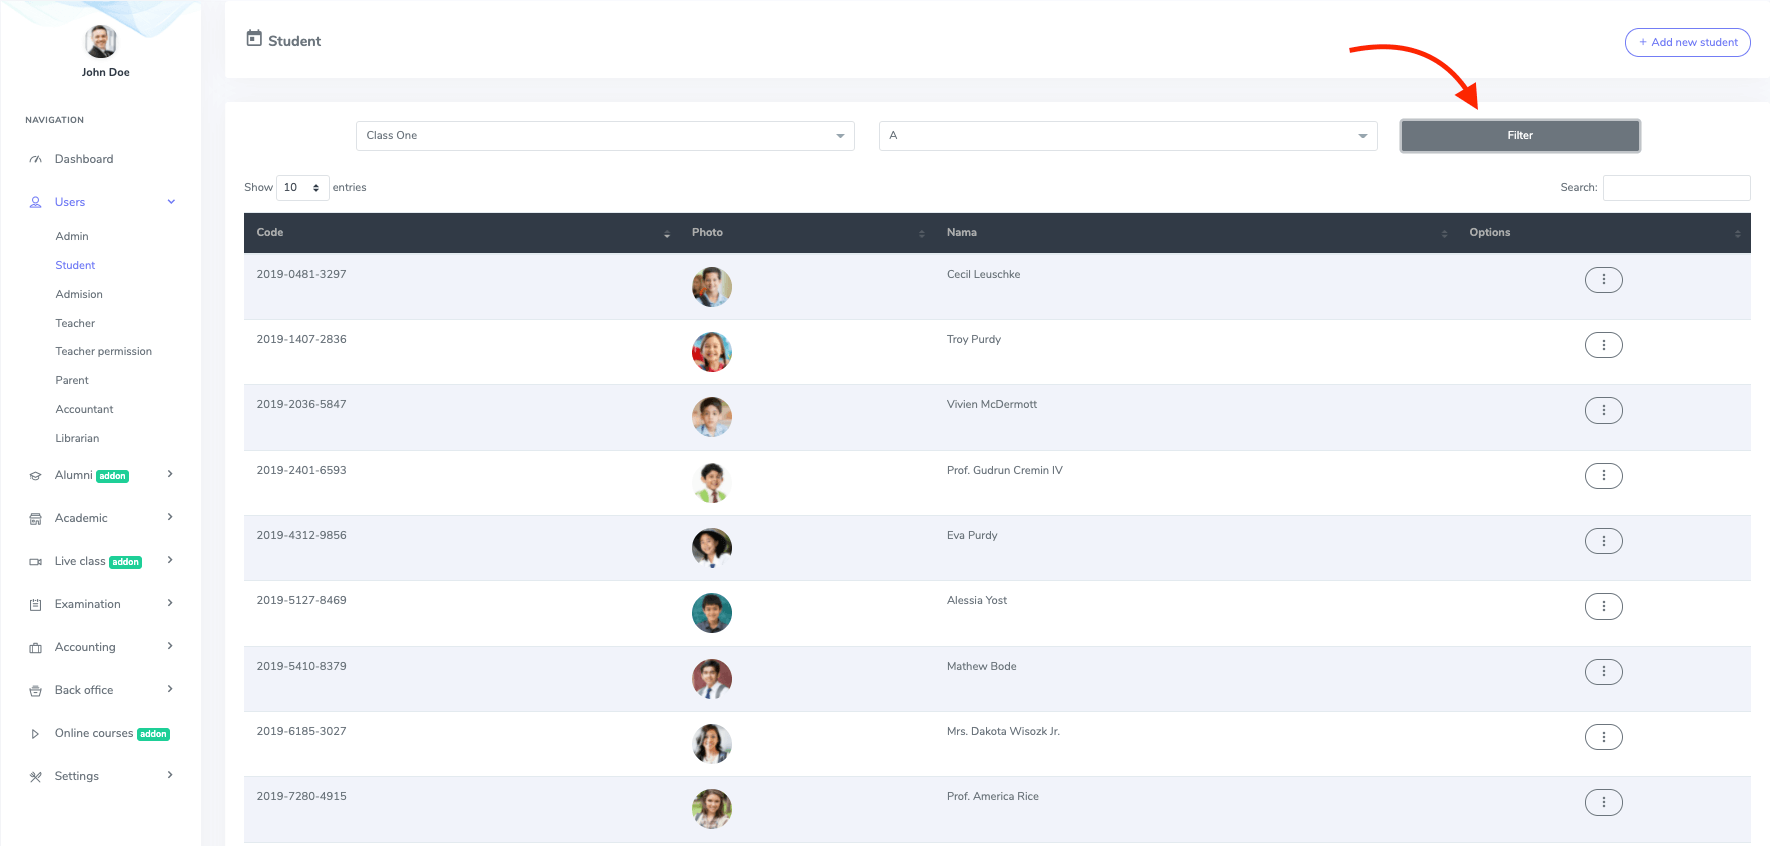 John Doe
NAVIGATION
Dashboard
Users
Admin
Student
Admision
Teacher
Teacher permission
Parent
Accountant
Librarian
Alumni addon
Academic
Live class addon
Examination
Accounting
Back office
Online courses addon
Settings
Student
+ Add new student
Class One
A
Filter
Show 10 entries
Search:
Code Photo Nama Options
2019-0481-3297 Cecil Leuschke
2019-1407-2836 Troy Purdy
2019-2036-5847 Vivien McDermott
2019-2401-6593 Prof. Gudrun Cremin IV
2019-4312-9856 Eva Purdy
2019-5127-8469 Alessia Yost
2019-5410-8379 Mathew Bode
2019-6185-3027 Mrs. Dakota Wisozk Jr.
2019-7280-4915 Prof. America Rice